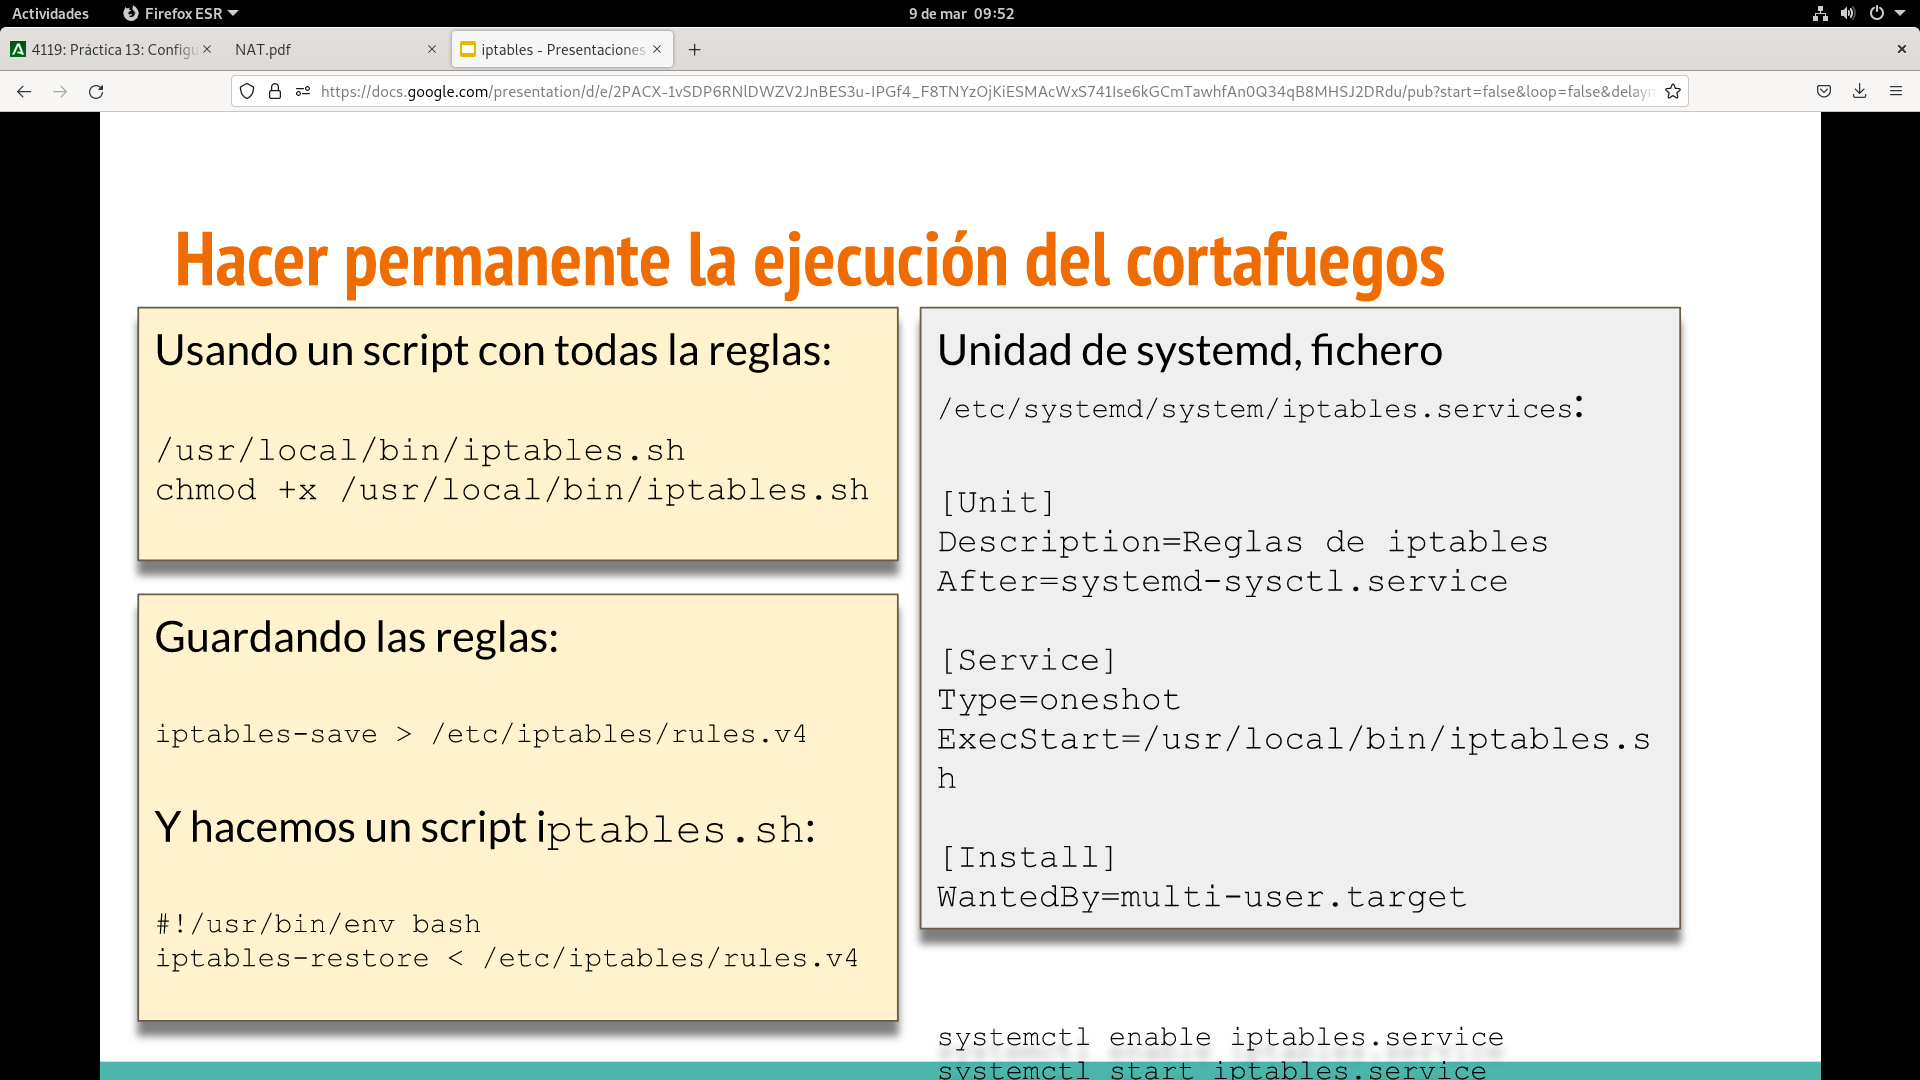 Actividades
Firefox ESR
9 de mar 09:52
4119: Práctica 13: Configu
NAT.pdf
iptables - Presentaciones
https://docs.google.com/presentation/d/e/2PACX-1vSDP6RNlDWZV2JnBES3u-IPGf4_F8TNYzOjKiESMAcWxS741Ise6kGCmTawhfAn0Q34qB8MHSJ2DRdu/pub?start=false&loop=false&delaym
Hacer permanente la ejecución del cortafuegos
Usando un script con todas la reglas:
/usr/local/bin/iptables.sh
chmod +x /usr/local/bin/iptables.sh
Guardando las reglas:
iptables-save > /etc/iptables/rules.v4
Y hacemos un script iptables.sh:
#!/usr/bin/env bash
iptables-restore < /etc/iptables/rules.v4
Unidad de systemd, fichero
/etc/systemd/system/iptables.services:
[Unit]
Description=Reglas de iptables
After=systemd-sysctl.service
[Service]
Type=oneshot
ExecStart=/usr/local/bin/iptables.s
h
[Install]
WantedBy=multi-user.target
systemctl enable iptables.service
systemctl start iptables.service